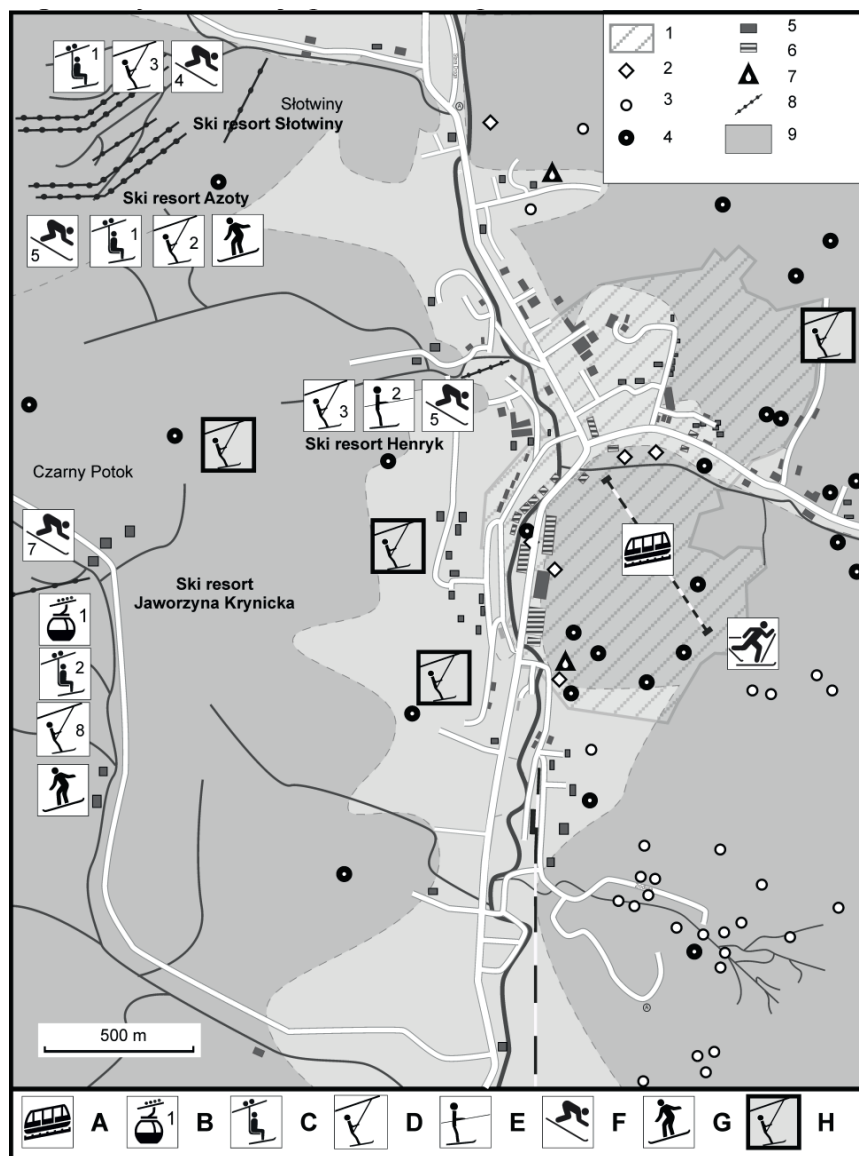 1
3
4
Słotwiny
Ski resort Słotwiny
Ski resort Azoty
5
1
2
1
2
3
4
5
6
7
8
9
3
2
5
Ski resort Henryk
Czarny Potok
7
Ski resort
Jaworzyna Krynicka
1
2
8
500 m
A
1
B
C
D
E
F
G
H